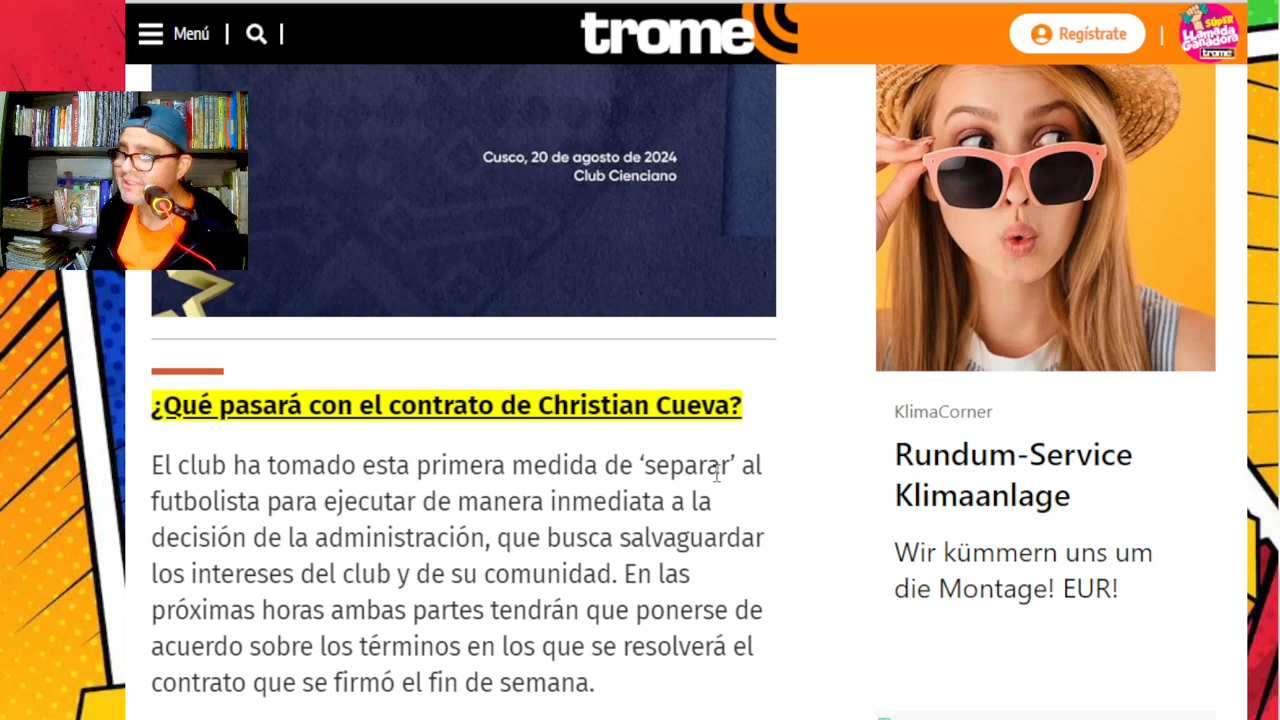 Menú
trome
Regístrate
SÚPER
LLamada
Ganadora
trome
Cusco, 20 de agosto de 2024
Club Cienciano
¿Qué pasará con el contrato de Christian Cueva?
El club ha tomado esta primera medida de ‘separar’ al
futbolista para ejecutar de manera inmediata a la
decisión de la administración, que busca salvaguardar
los intereses del club y de su comunidad. En las
próximas horas ambas partes tendrán que ponerse de
acuerdo sobre los términos en los que se resolverá el
contrato que se firmó el fin de semana.
KlimaCorner
Rundum-Service
Klimaanlage
Wir kümmern uns um
die Montage! EUR!